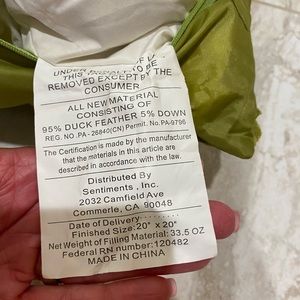 UNDER
THIS TO BE
REMOVED EXCEPT BY THE
CONSUMER
ALL NEW MATERIAL
CONSISTING OF
95% DUCK FEATHER 5% DOWN
REG. NO. PA - 26840(CN) Permit. No. PA-9796
The Certification is made by the manufacturer
that the materials in this article are
described in accordance with the law.
Distributed By
Sentiments , Inc.
2032 Camfield Ave
Commerle, CA 90048
Date of Delivery.........
Finished Size:20" x 20"
Net Weight of Filling Material: 33.5 OZ
Federal RN number: 120482
MADE IN CHINA